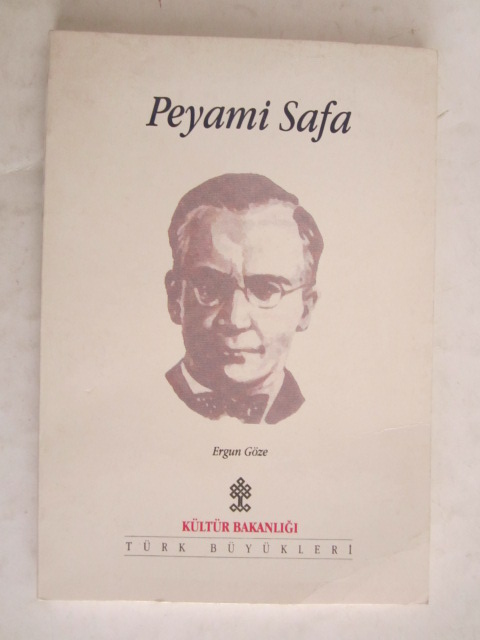 Peyami Safa
Ergun Göze
KÜLTÜR BAKANLIĞI
TÜRK BÜYÜKLERİ